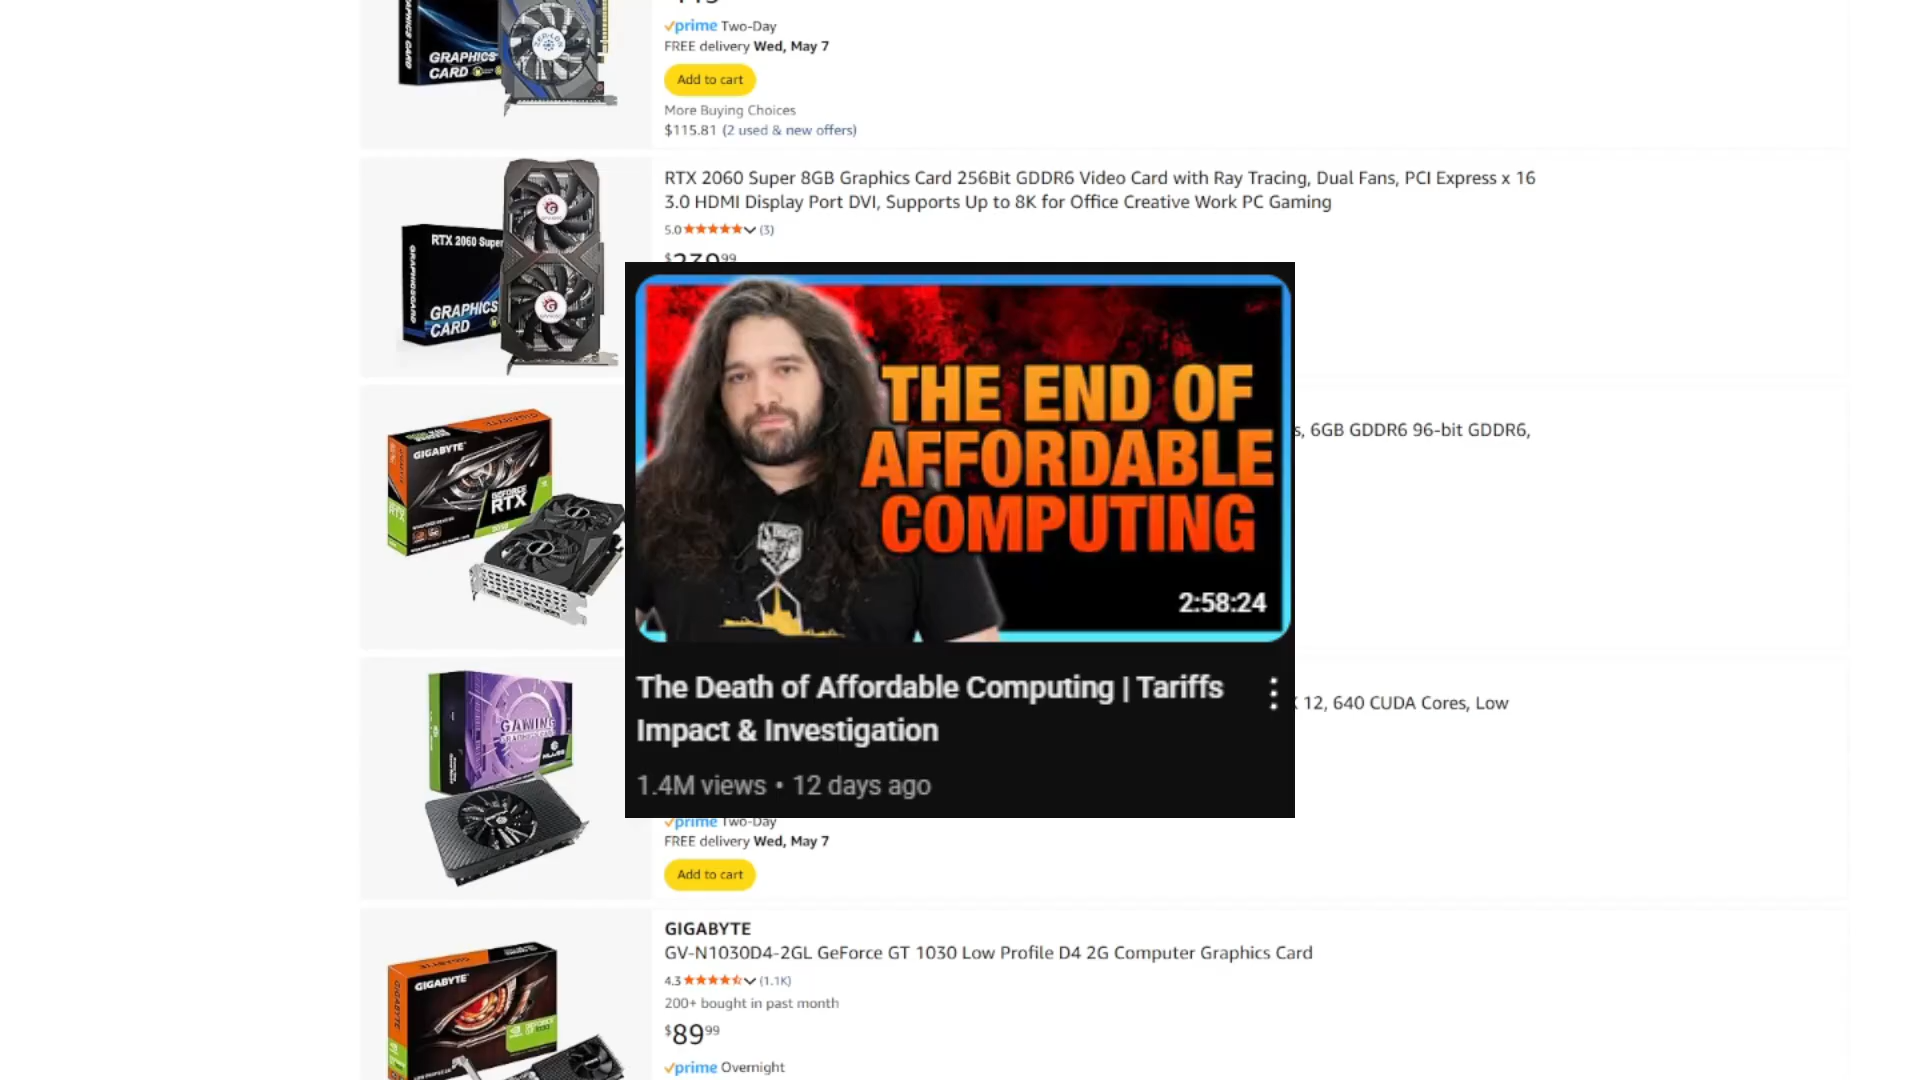 GRAPHICS
CARD
prime Two-Day
FREE delivery Wed, May 7
Add to cart
More Buying Choices
$115.81 (2 used & new offers)
RTX 2060 Super
GRAPHICS
CARD
RTX 2060 Super 8GB Graphics Card 256Bit GDDR6 Video Card with Ray Tracing, Dual Fans, PCI Express x 16
3.0 HDMI Display Port DVI, Supports Up to 8K for Office Creative Work PC Gaming
5.0 (3)
$239.99
GIGABYTE
GEFORCE
RTX
s, 6GB GDDR6 96-bit GDDR6,
THE END OF
AFFORDABLE
COMPUTING
2:58:24
The Death of Affordable Computing | Tariffs
Impact & Investigation
1.4M views • 12 days ago
GAMING
12, 640 CUDA Cores, Low
prime Two-Day
FREE delivery Wed, May 7
Add to cart
GIGABYTE
GIGABYTE
GV-N1030D4-2GL GeForce GT 1030 Low Profile D4 2G Computer Graphics Card
4.3 (1.1K)
200+ bought in past month
$89.99
prime Overnight